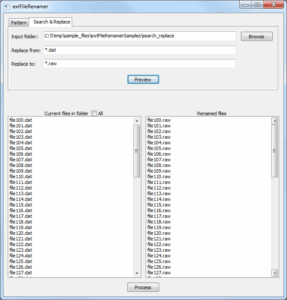 extFileRenamer
Pattern Search & Replace
Input folder: C:\Temp\sample_files\extFileRenamerSamples\search_replace Browse
Replace from: *.dat
Replace to: *.raw
Preview
Current files in folder All Renamed files
file100.dat file100.raw
file101.dat file101.raw
file102.dat file102.raw
file103.dat file103.raw
file104.dat file104.raw
file105.dat file105.raw
file106.dat file106.raw
file107.dat file107.raw
file108.dat file108.raw
file109.dat file109.raw
file110.dat file110.raw
file111.dat file111.raw
file112.dat file112.raw
file113.dat file113.raw
file114.dat file114.raw
file115.dat file115.raw
file116.dat file116.raw
file117.dat file117.raw
file118.dat file118.raw
file119.dat file119.raw
file120.dat file120.raw
file121.dat file121.raw
file122.dat file122.raw
file123.dat file123.raw
file124.dat file124.raw
file125.dat file125.raw
file126.dat file126.raw
file127.dat file127.raw
Process